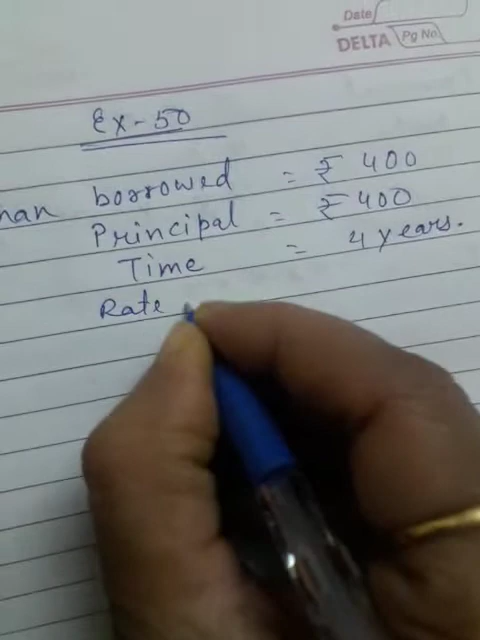 Date
DELTA Pg No.
Ex-50
man borrowed = ₹ 400
Principal = ₹ 400
Time = 4 years.
Rate